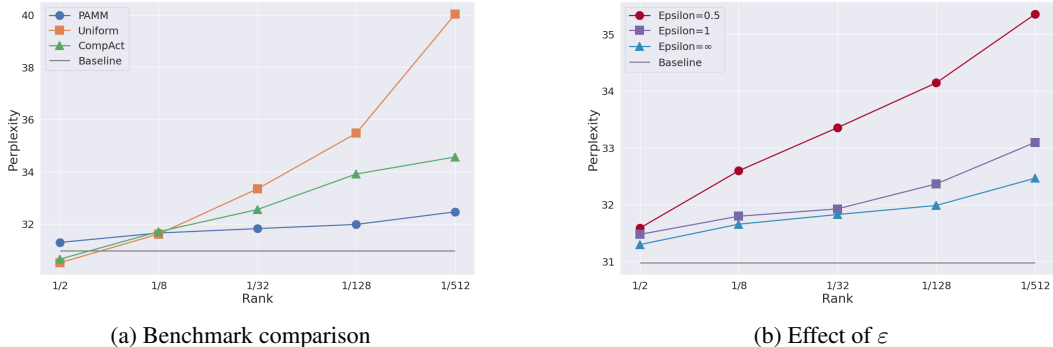 PAMM
Uniform
CompAct
Baseline
40
38
36
34
32
Perplexity
1/2
1/8
1/32
1/128
1/512
Rank
(a) Benchmark comparison
Epsilon=0.5
Epsilon=1
Epsilon=∞
Baseline
35
34
33
32
31
Perplexity
1/2
1/8
1/32
1/128
1/512
Rank
(b) Effect of ε